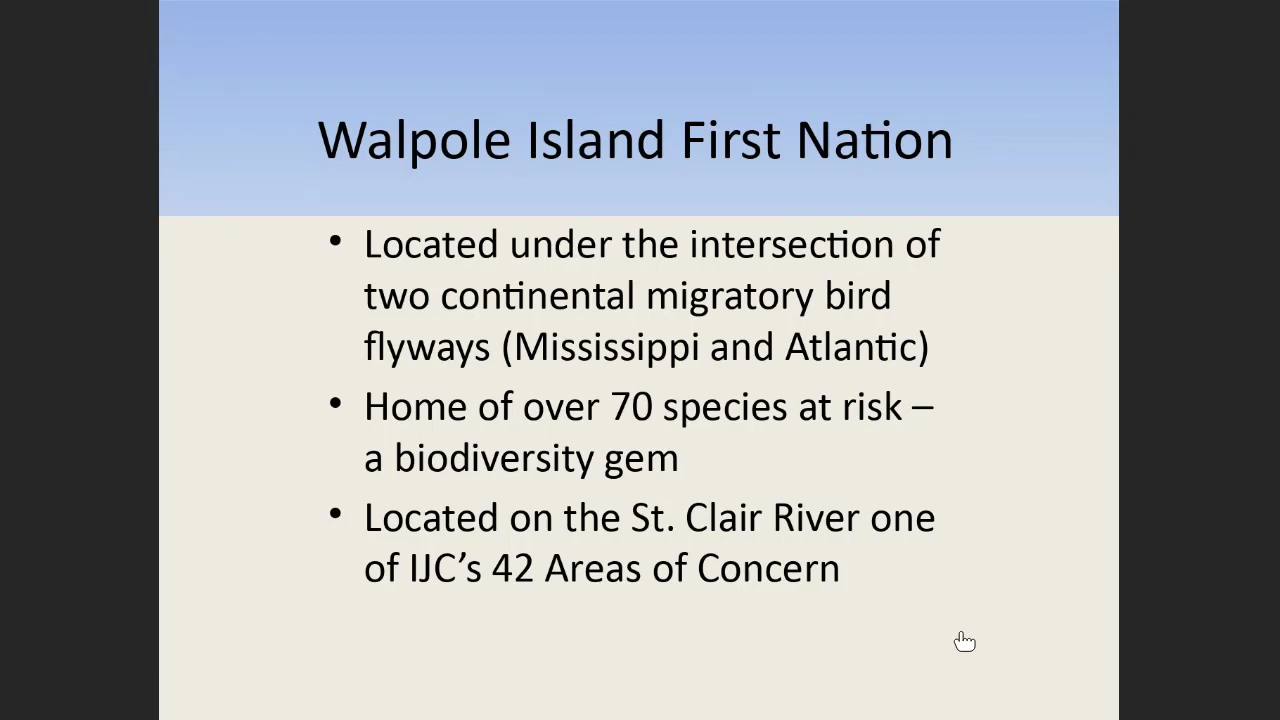 Walpole Island First Nation
• Located under the intersection of
two continental migratory bird
flyways (Mississippi and Atlantic)
• Home of over 70 species at risk –
a biodiversity gem
• Located on the St. Clair River one
of IJC’s 42 Areas of Concern